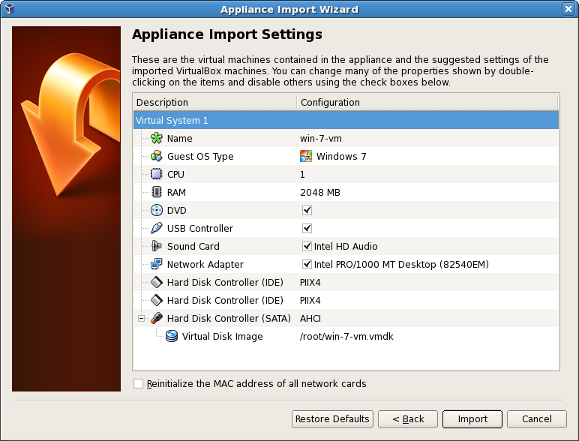 Appliance Import Wizard
Appliance Import Settings
These are the virtual machines contained in the appliance and the suggested settings of the
imported VirtualBox machines. You can change many of the properties shown by double-
clicking on the items and disable others using the check boxes below.
Description Configuration
Virtual System 1
Name win-7-vm
Guest OS Type Windows 7
CPU 1
RAM 2048 MB
DVD
USB Controller
Sound Card Intel HD Audio
Network Adapter Intel PRO/1000 MT Desktop (82540EM)
Hard Disk Controller (IDE) PIIX4
Hard Disk Controller (IDE) PIIX4
Hard Disk Controller (SATA) AHCI
Virtual Disk Image /root/win-7-vm.vmdk
Reinitialize the MAC address of all network cards
Restore Defaults < Back Import Cancel